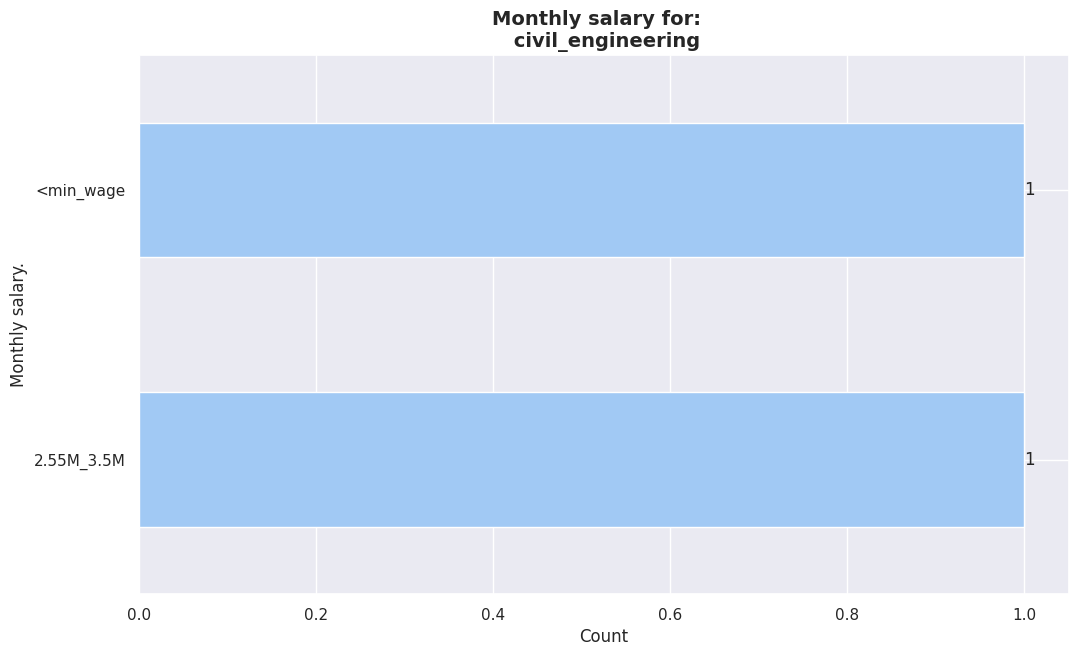 Monthly salary for:
civil_engineering
<min_wage
1
Monthly salary.
2.55M_3.5M
1
0.0 0.2 0.4 0.6 0.8 1.0
Count